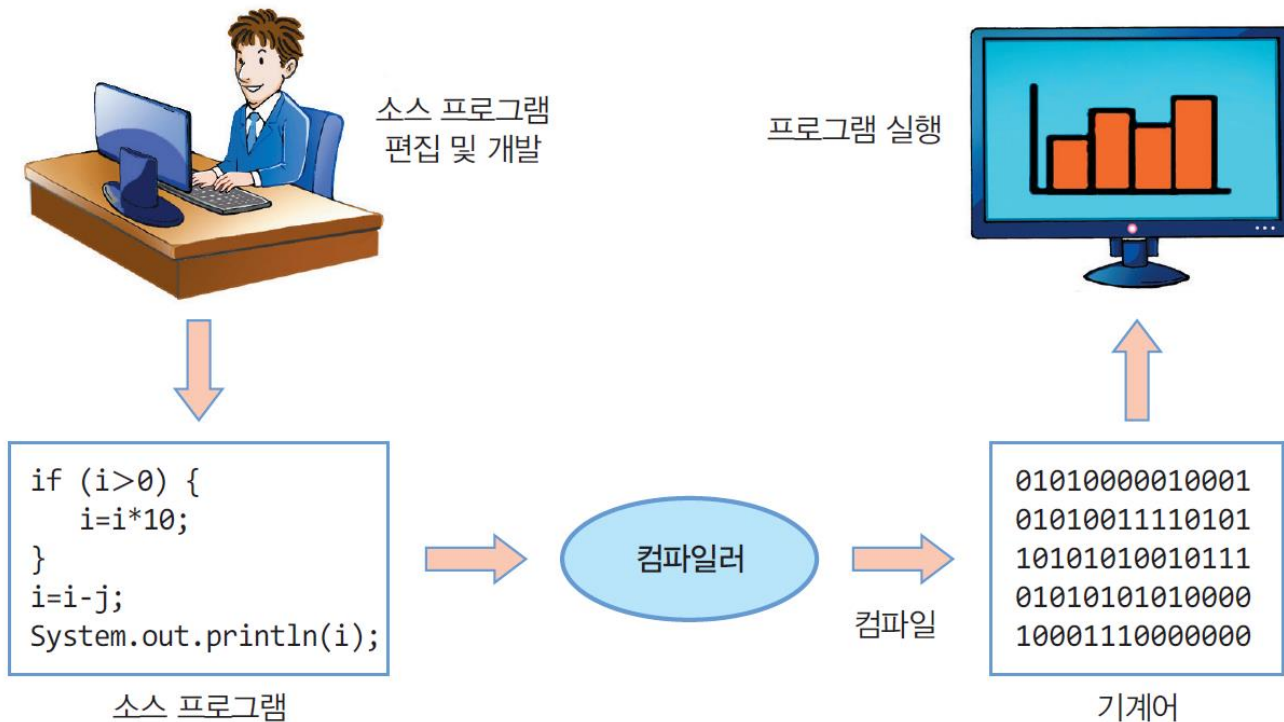 소스 프로그램
편집 및 개발
프로그램 실행
if (i>0) {
i=i*10;
}
i=i-j;
System.out.println(i);
소스 프로그램
컴파일러
컴파일
01010000010001
01010011110101
10101010010111
01010101010000
10001110000000
기계어